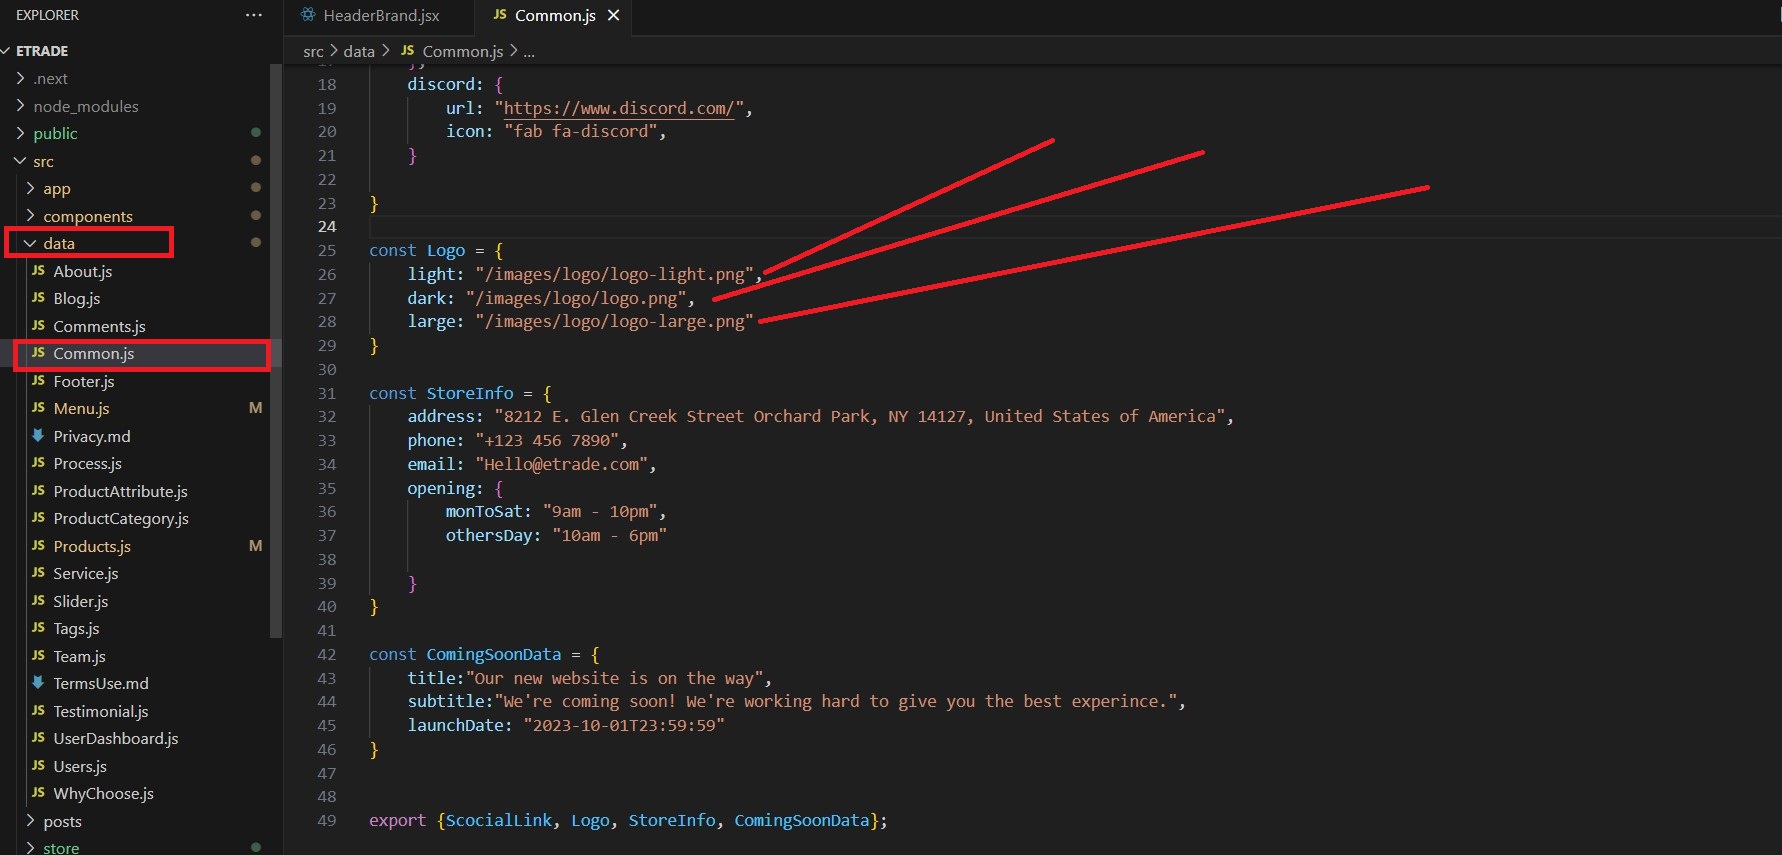 EXPLORER
...
ETRADE
.next
node_modules
public
src
app
components
data
JS About.js
JS Blog.js
JS Comments.js
JS Common.js
JS Footer.js
JS Menu.js M
Privacy.md
JS Process.js
JS ProductAttribute.js
JS ProductCategory.js
JS Products.js M
JS Service.js
JS Slider.js
JS Tags.js
JS Team.js
TermsUse.md
JS Testimonial.js
JS UserDashboard.js
JS Users.js
JS WhyChoose.js
posts
store
HeaderBrand.jsx
JS Common.js
src > data > JS Common.js > ...
18 discord: {
19 url: "https://www.discord.com/",
20 icon: "fab fa-discord",
21 }
22
23 }
24
25 const Logo = {
26 light: "/images/logo/logo-light.png",
27 dark: "/images/logo/logo.png",
28 large: "/images/logo/logo-large.png"
29 }
30
31 const StoreInfo = {
32 address: "8212 E. Glen Creek Street Orchard Park, NY 14127, United States of America",
33 phone: "+123 456 7890",
34 email: "Hello@etrade.com",
35 opening: {
36 monToSat: "9am - 10pm",
37 othersDay: "10am - 6pm"
38
39 }
40 }
41
42 const ComingSoonData = {
43 title:"Our new website is on the way",
44 subtitle:"We're coming soon! We're working hard to give you the best experince.",
45 launchDate: "2023-10-01T23:59:59"
46 }
47
48
49 export {ScocialLink, Logo, StoreInfo, ComingSoonData};